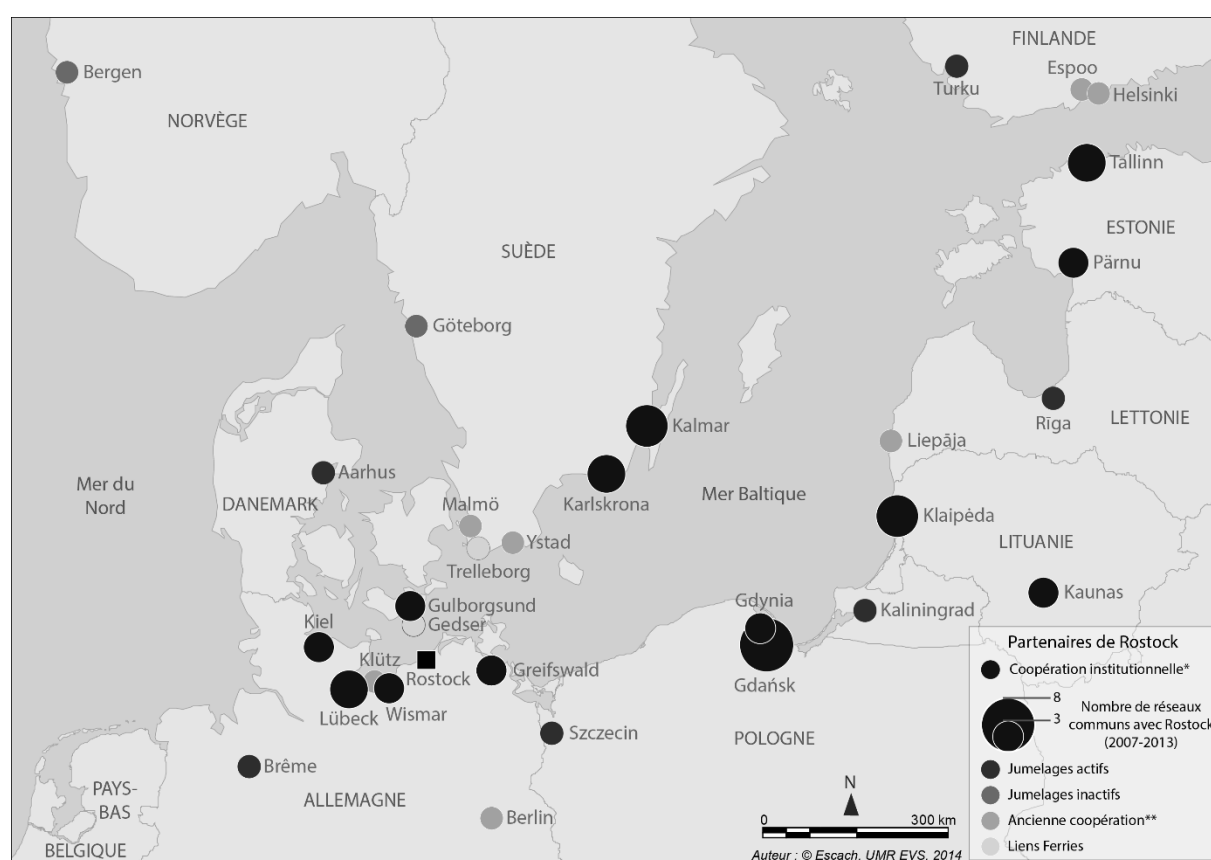 FINLANDE
Bergen
Espoo
Turku
Helsinki
NORVÈGE
Tallinn
ESTONIE
SUÈDE
Pärnu
Göteborg
Rīga
LETTONIE
Kalmar
Liepāja
Aarhus
Mer du
Nord
DANEMARK
Malmö
Karlskrona
Mer Baltique
Klaipėda
Ystad
LITUANIE
Trelleborg
Kaunas
Gulborgsund
Gedser
Gdynia
Kaliningrad
Kiel
Klütz
Rostock
Greifswald
Gdańsk
Lübeck
Wismar
Szczecin
POLOGNE
Brême
PAYS-
BAS
ALLEMAGNE
Berlin
BELGIQUE
N
0 300 km
Auteur : © Escach, UMR EVS, 2014
Partenaires de Rostock
Coopération institutionnelle*
8
3
Nombre de réseaux
communs avec Rostock
(2007-2013)
Jumelages actifs
Jumelages inactifs
Ancienne coopération**
Liens Ferries